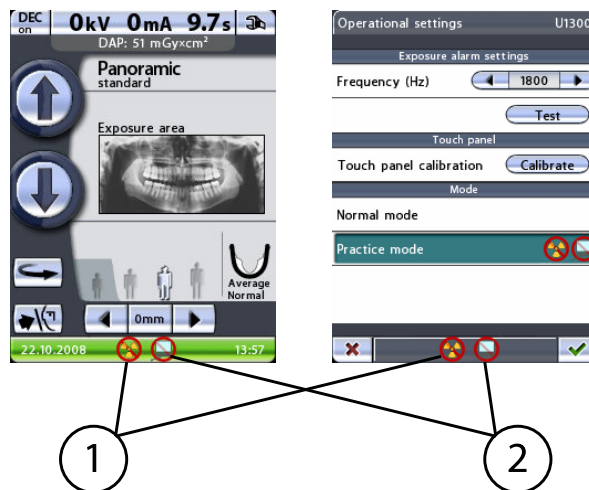 DEC on 0kV 0mA 9.7s
DAP: 51 mGy×cm²
Panoramic
standard
Exposure area
Average
Normal
0mm
22.10.2008 13:57
Operational settings U1300
Exposure alarm settings
Frequency (Hz) 1800
Test
Touch panel
Touch panel calibration Calibrate
Mode
Normal mode
Practice mode
1 2